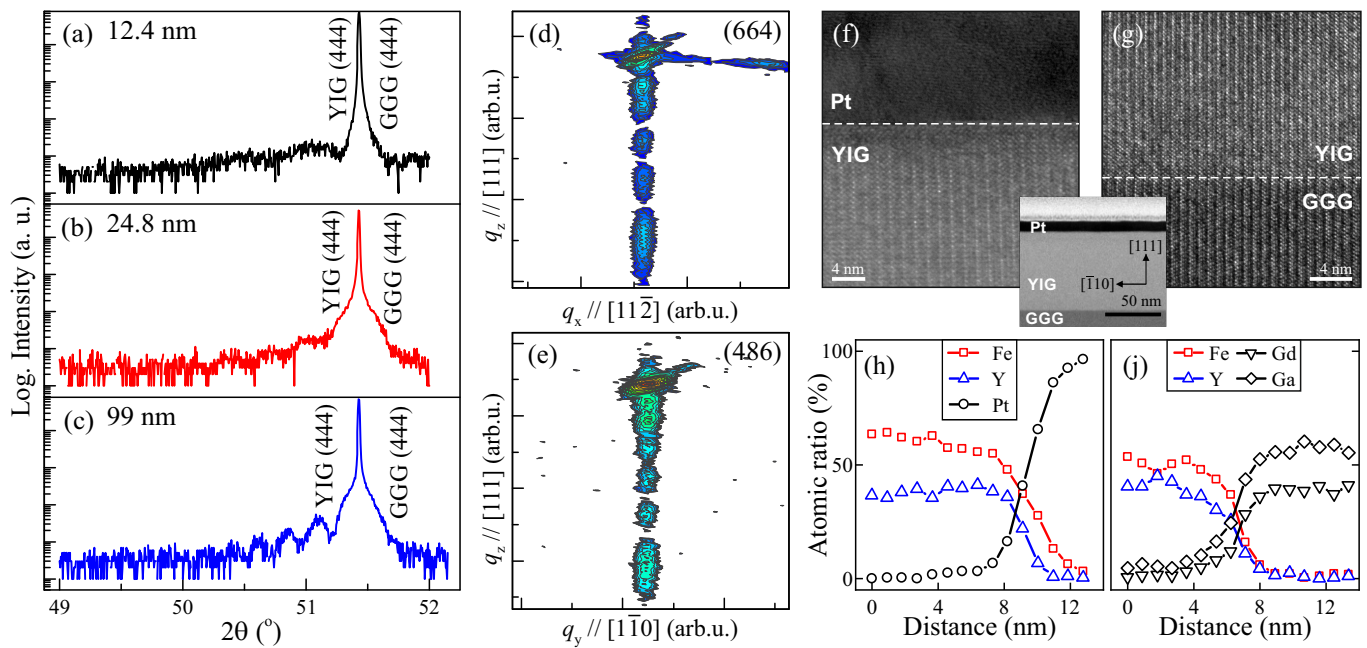 (a) 12.4 nm
YIG (444)
GGG (444)
(b) 24.8 nm
YIG (444)
GGG (444)
(c) 99 nm
YIG (444)
GGG (444)
Log. Intensity (a. u.)
49 50 51 52
2θ (°)
(d) (664)
q_z // [111] (arb.u.)
q_x // [112̅] (arb.u.)
(e) (486)
q_z // [111] (arb.u.)
q_y // [11̅0] (arb.u.)
(f)
Pt
YIG
4 nm
(g)
YIG
GGG
4 nm
Pt
[111]
[1̅10]
YIG
50 nm
GGG
(h)
Fe
Y
Pt
100
50
0
Atomic ratio (%)
0 4 8 12
Distance (nm)
(j)
Fe Gd
Y Ga
0 4 8 12
Distance (nm)